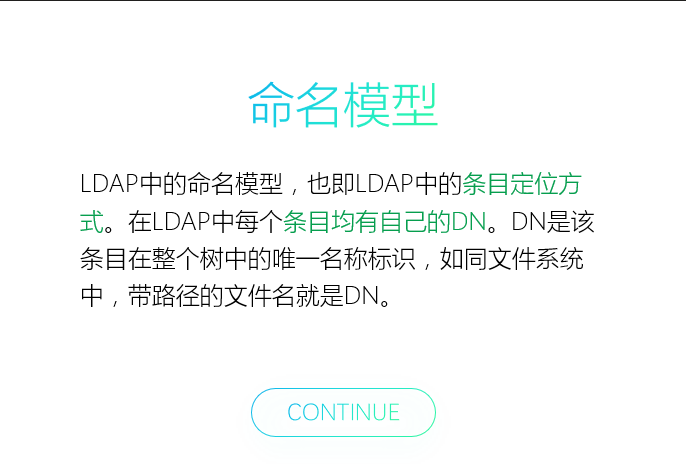 命名模型
LDAP中的命名模型，也即LDAP中的条目定位方
式。在LDAP中每个条目均有自己的DN。DN是该
条目在整个树中的唯一名称标识，如同文件系统
中，带路径的文件名就是DN。
CONTINUE